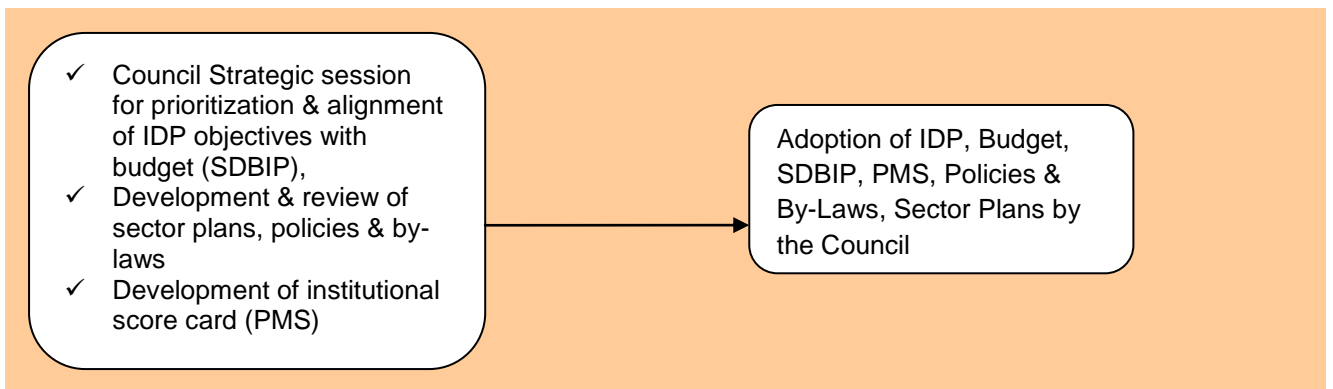 ✓ Council Strategic session
for prioritization & alignment
of IDP objectives with
budget (SDBIP),
✓ Development & review of
sector plans, policies & by-
laws
✓ Development of institutional
score card (PMS)
Adoption of IDP, Budget,
SDBIP, PMS, Policies &
By-Laws, Sector Plans by
the Council